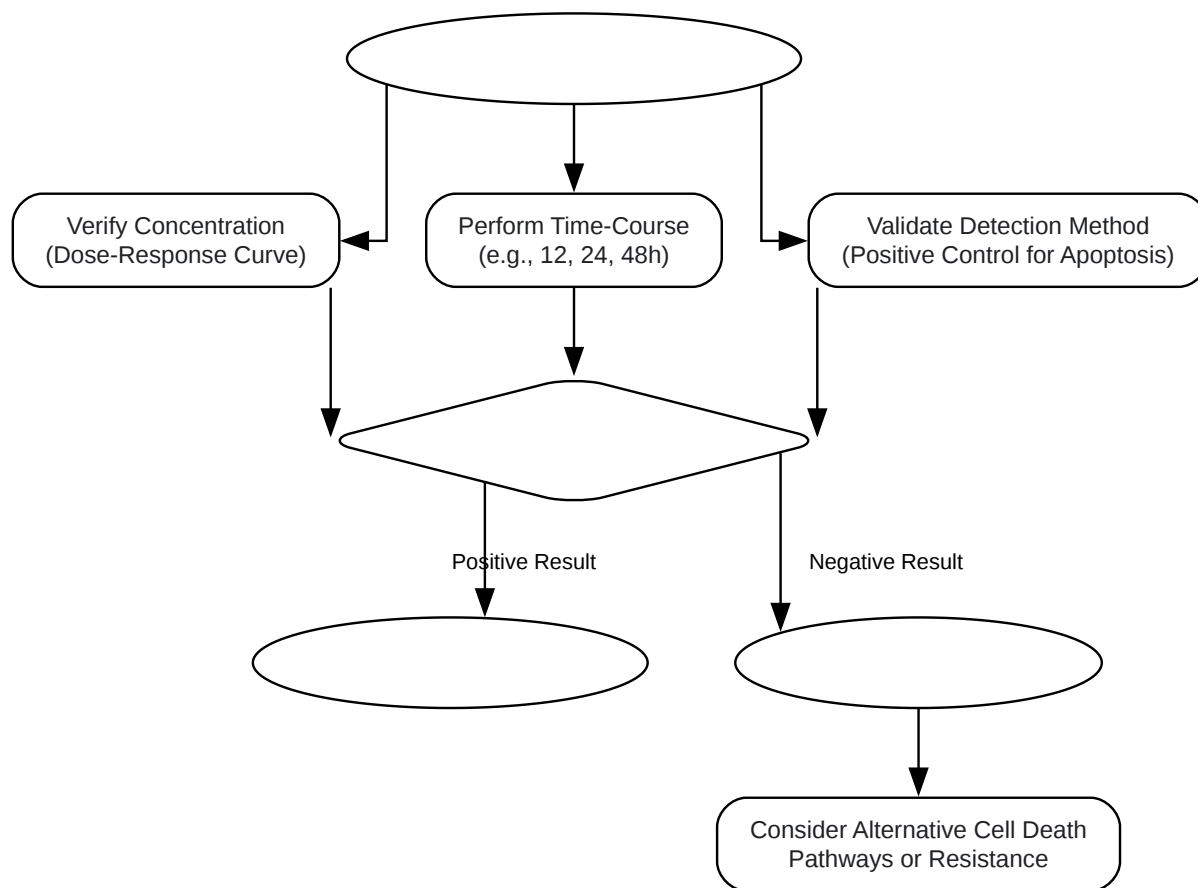 Verify Concentration
(Dose-Response Curve)
Perform Time-Course
(e.g., 12, 24, 48h)
Validate Detection Method
(Positive Control for Apoptosis)
Positive Result
Negative Result
Consider Alternative Cell Death
Pathways or Resistance